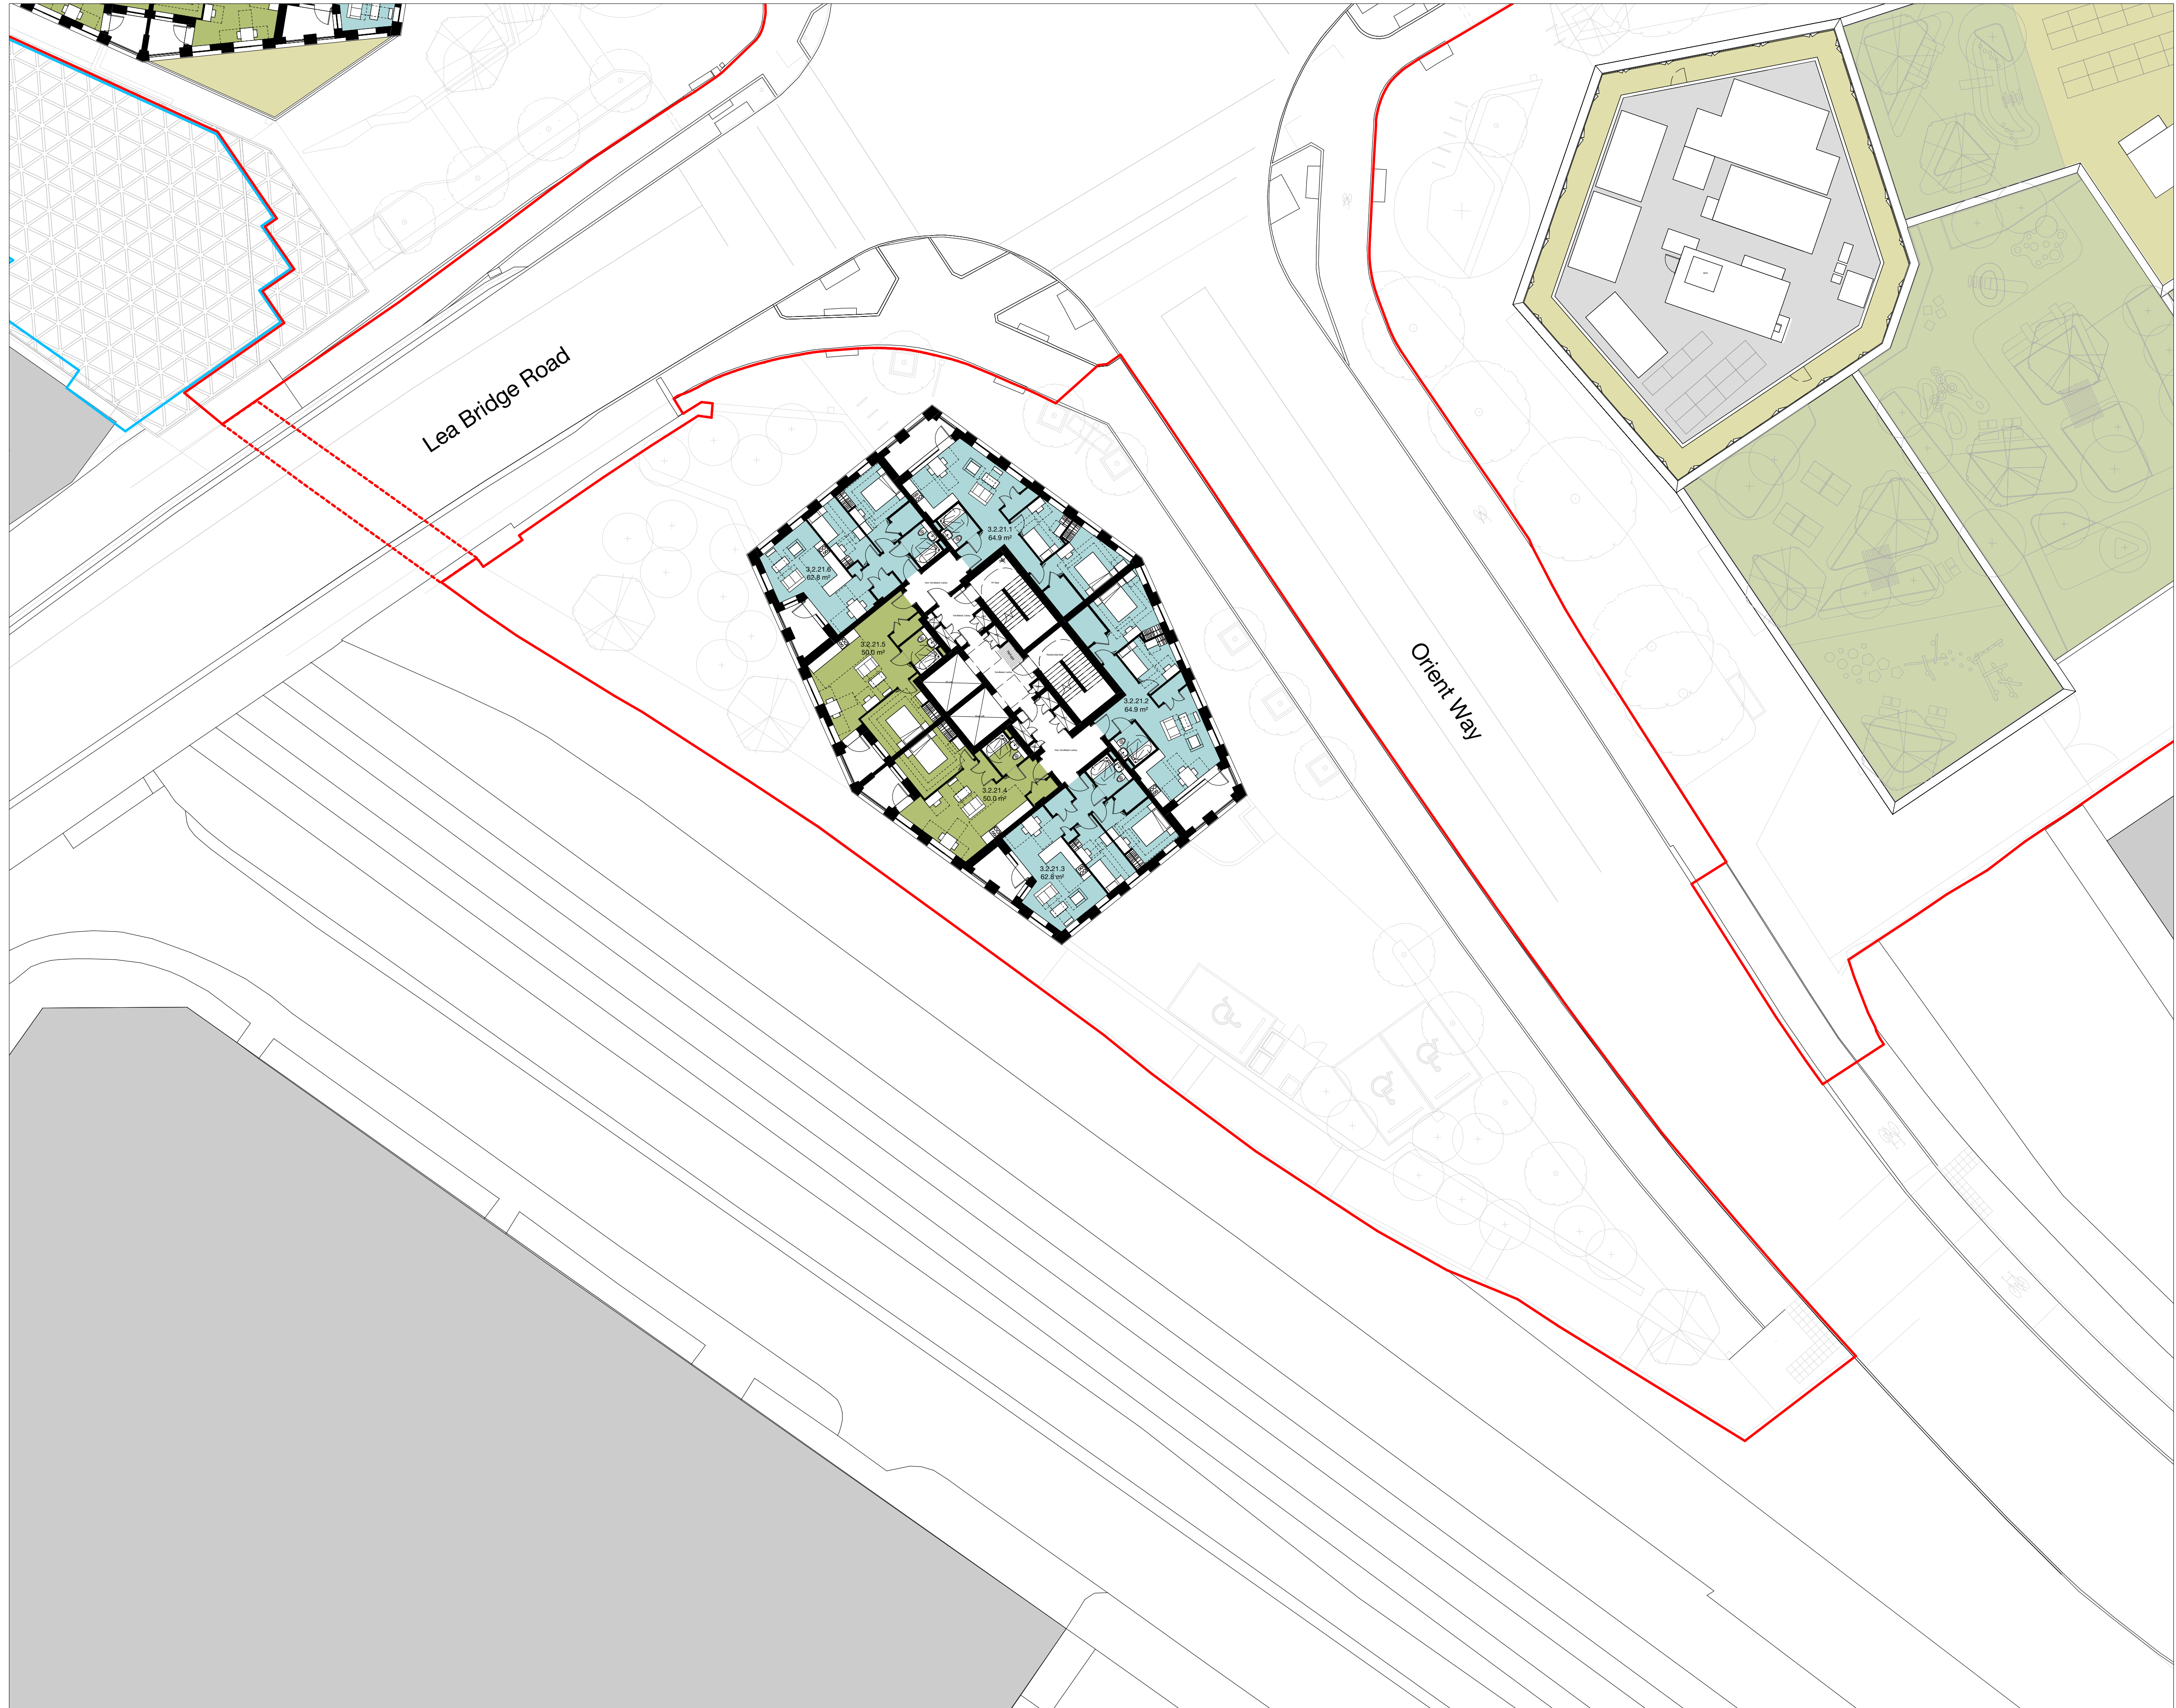 Lea Bridge Road
3.2.21.1
64.9 m²
3.2.21.6
62.8 m²
Orient Way
3.2.21.5
50.0 m²
3.2.21.2
64.9 m²
3.2.21.4
50.0 m²
3.2.21.3
62.8 m²